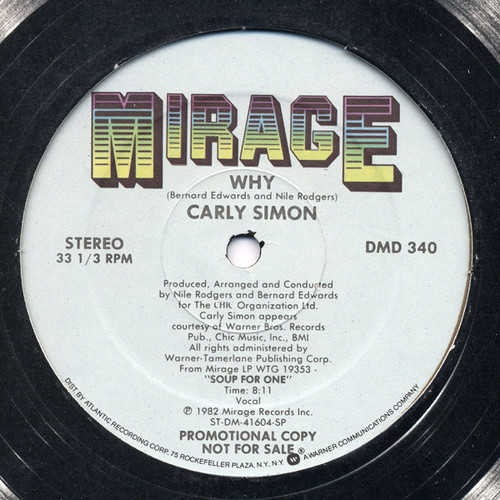 MIRAGE
WHY
(Bernard Edwards and Nile Rodgers)
CARLY SIMON
STEREO
33 1/3 RPM
DMD 340
Produced, Arranged and Conducted
by Nile Rodgers and Bernard Edwards
for The CHIC Organization Ltd.
Carly Simon appears
courtesy of Warner Bros. Records
Pub., Chic Music, Inc., BMI
All rights administered by
Warner-Tamerlane Publishing Corp.
From Mirage LP WTG 19353 -
"SOUP FOR ONE"
Time: 8:11
Vocal
℗ 1982 Mirage Records Inc.
ST-DM-41604-SP
PROMOTIONAL COPY
NOT FOR SALE
DIST. BY ATLANTIC RECORDING CORP. 75 ROCKEFELLER PLAZA, N.Y., N.Y. A WARNER COMMUNICATIONS COMPANY